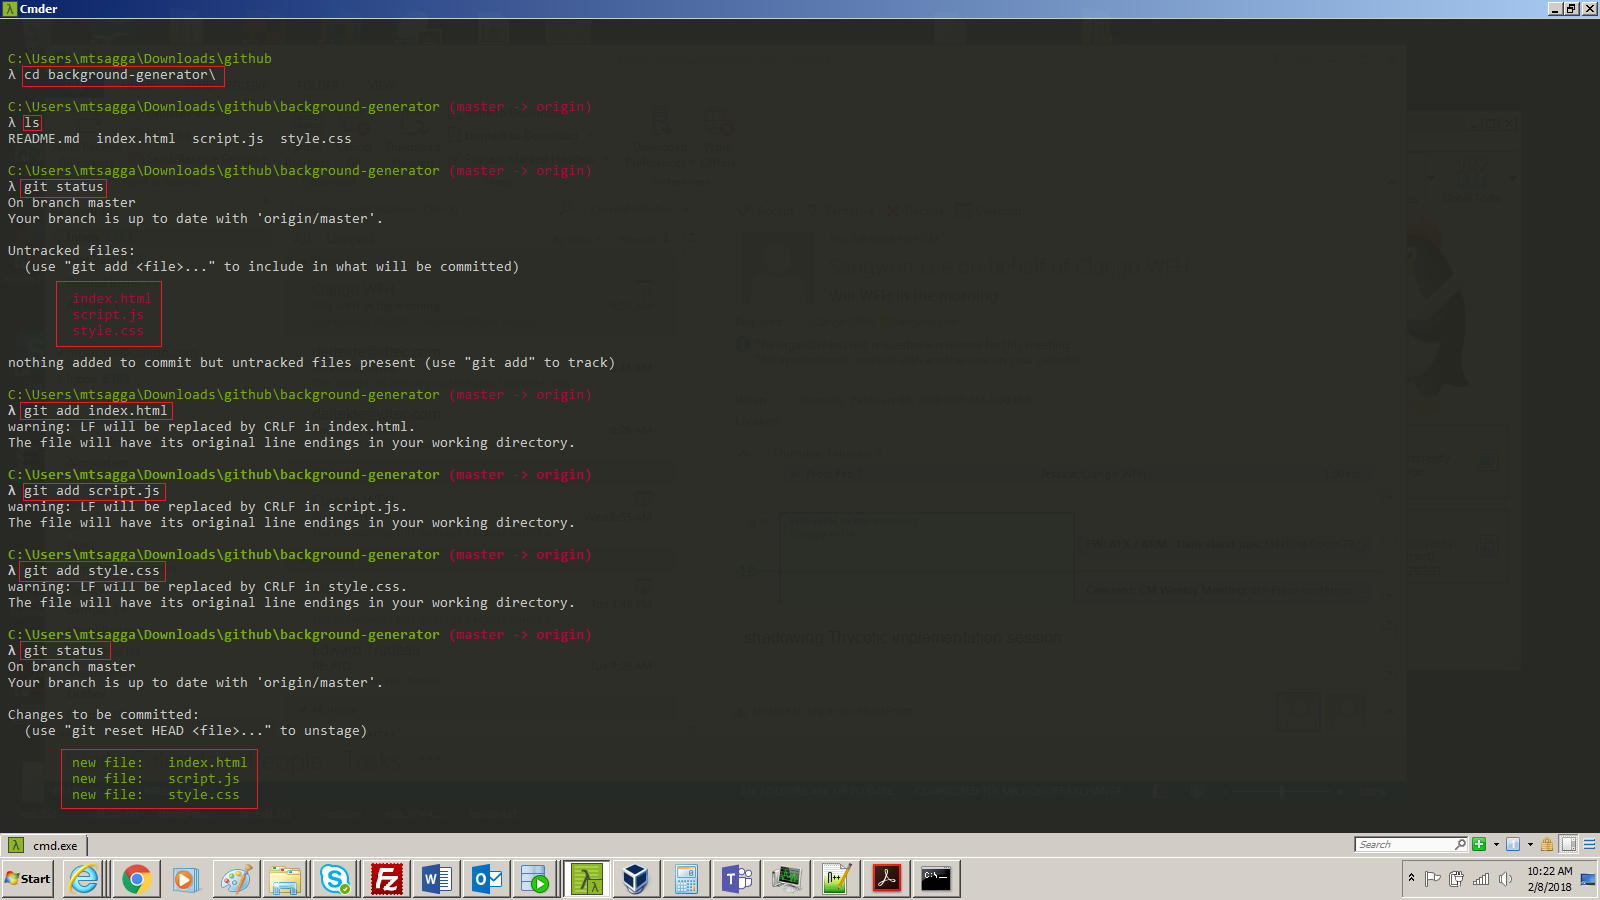 Cmder
C:\Users\mtsagga\Downloads\github
λ cd background-generator\
C:\Users\mtsagga\Downloads\github\background-generator (master -> origin)
λ ls
README.md  index.html  script.js  style.css
C:\Users\mtsagga\Downloads\github\background-generator (master -> origin)
λ git status
On branch master
Your branch is up to date with 'origin/master'.
Untracked files:
  (use "git add <file>..." to include in what will be committed)
index.html
script.js
style.css
nothing added to commit but untracked files present (use "git add" to track)
C:\Users\mtsagga\Downloads\github\background-generator (master -> origin)
λ git add index.html
warning: LF will be replaced by CRLF in index.html.
The file will have its original line endings in your working directory.
C:\Users\mtsagga\Downloads\github\background-generator (master -> origin)
λ git add script.js
warning: LF will be replaced by CRLF in script.js.
The file will have its original line endings in your working directory.
C:\Users\mtsagga\Downloads\github\background-generator (master -> origin)
λ git add style.css
warning: LF will be replaced by CRLF in style.css.
The file will have its original line endings in your working directory.
C:\Users\mtsagga\Downloads\github\background-generator (master -> origin)
λ git status
On branch master
Your branch is up to date with 'origin/master'.
Changes to be committed:
  (use "git reset HEAD <file>..." to unstage)
new file:   index.html
new file:   script.js
new file:   style.css
shadowing Thycotic implementation session
Will WFH in the morning
cmd.exe
Search
Start
10:22 AM
2/8/2018